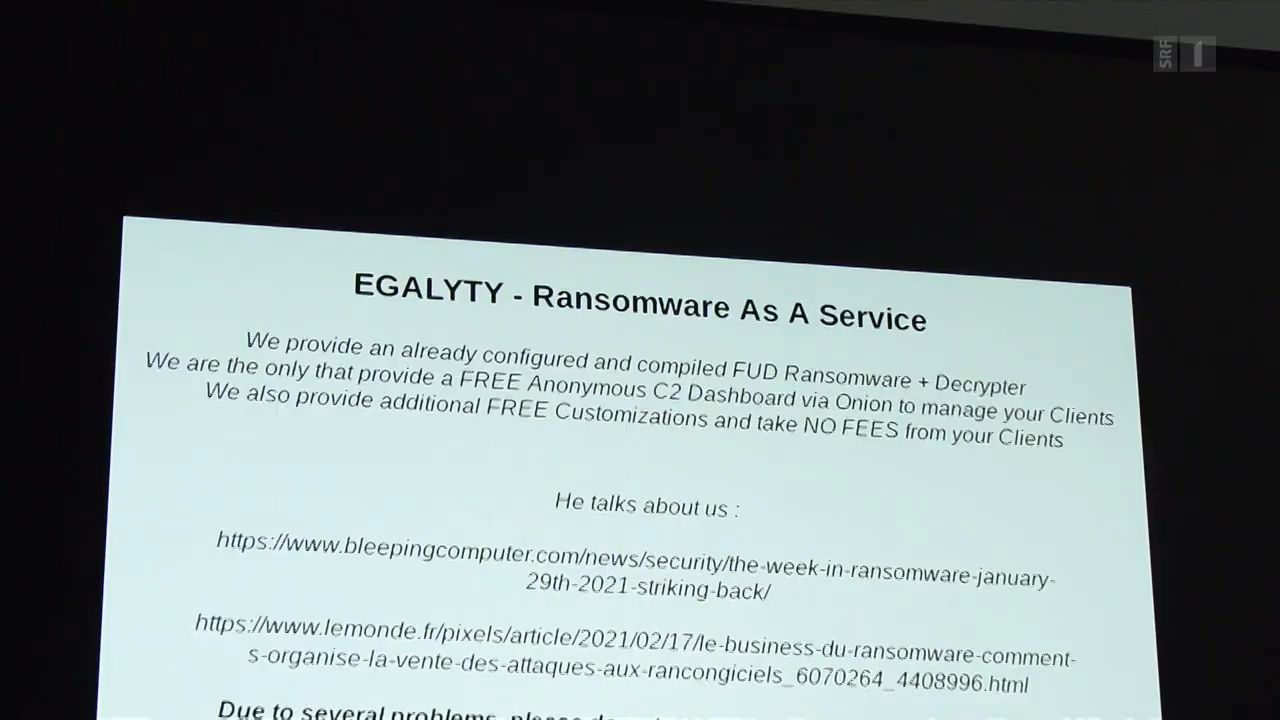 SRF 1
EGALYTY - Ransomware As A Service
We provide an already configured and compiled FUD Ransomware + Decrypter
We are the only that provide a FREE Anonymous C2 Dashboard via Onion to manage your Clients
We also provide additional FREE Customizations and take NO FEES from your Clients
He talks about us :
https://www.bleepingcomputer.com/news/security/the-week-in-ransomware-january-
29th-2021-striking-back/
https://www.lemonde.fr/pixels/article/2021/02/17/le-business-du-ransomware-comment-
s-organise-la-vente-des-attaques-aux-rancongiciels_6070264_4408996.html
Due to several problems, please